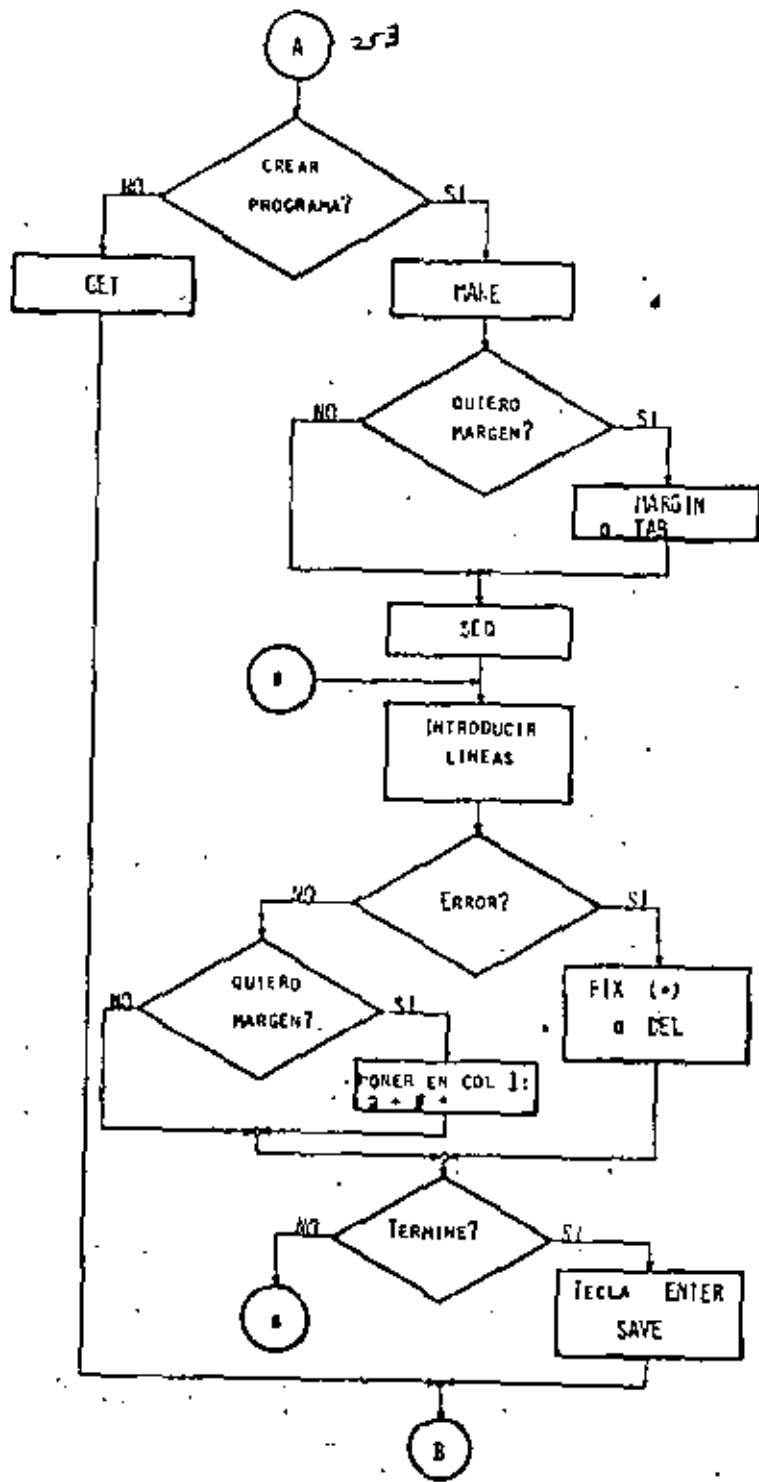 A
253
CREAR
PROGRAMA?
NO
SI
GET
MAKE
QUIERO
MARGEN?
NO
SI
MARGIN
o TAB
SEQ
INTRODUCIR
LINEAS
ERROR?
NO
SI
QUIERO
MARGEN?
NO
SI
FIX (*)
o DEL
PONER EN COL 1:
TERMINE?
NO
SI
TECLA ENTER
SAVE
B